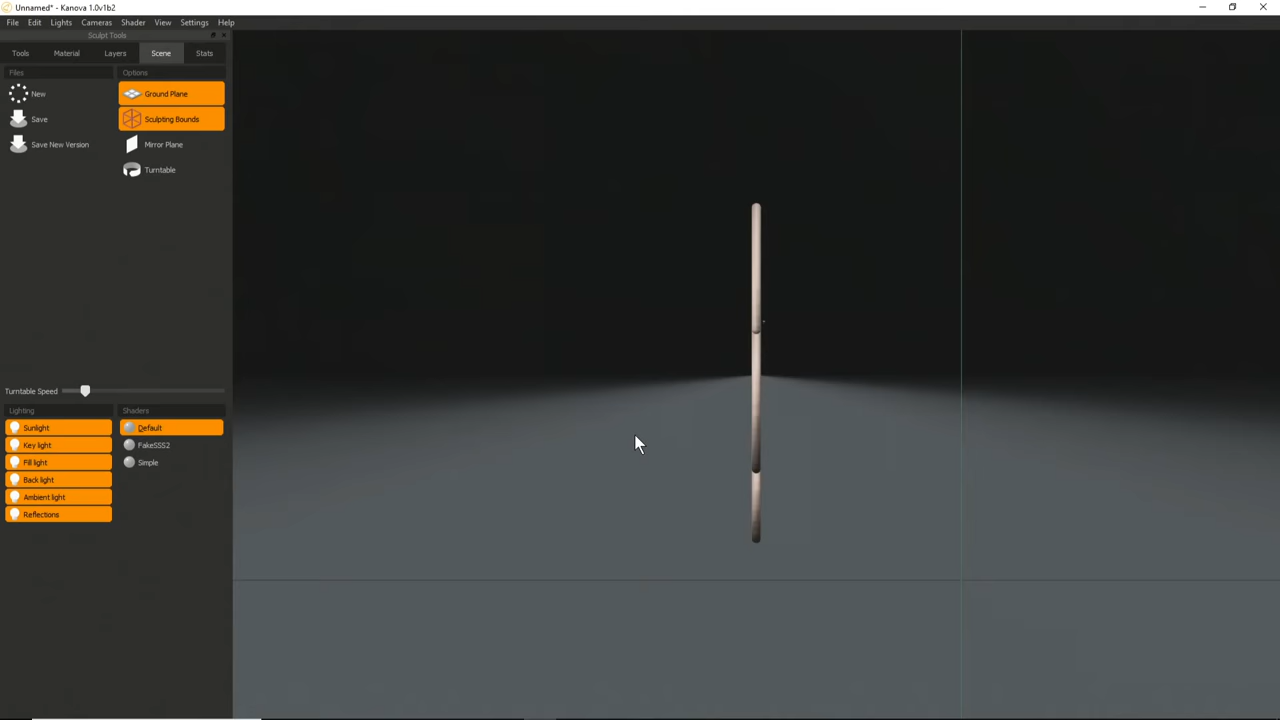 Unnamed* - Kanova 1.0v1b2
File Edit Lights Cameras Shader View Settings Help
Sculpt Tools
Tools Material Layers Scene Stats
Files Options
New Ground Plane
Save Sculpting Bounds
Save New Version Mirror Plane
Turntable
Turntable Speed
Lighting Shaders
Sunlight Default
Key light FakeSSS2
Fill light Simple
Back light
Ambient light
Reflections